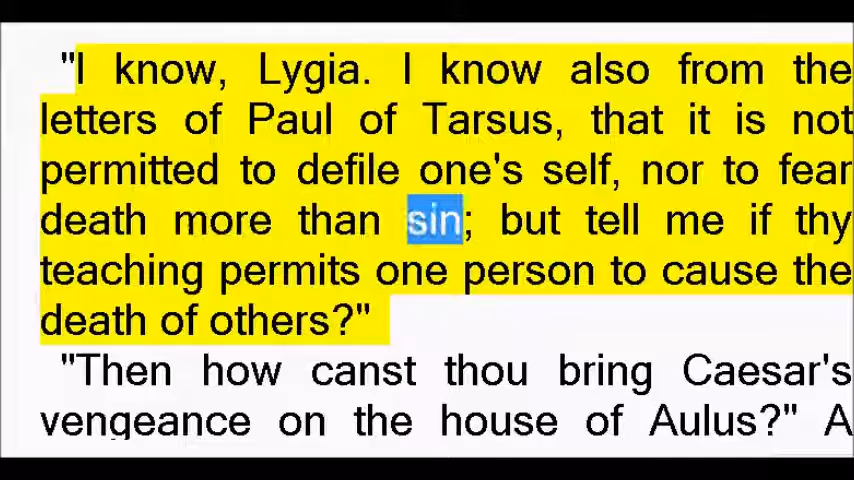 "I know, Lygia. I know also from the
letters of Paul of Tarsus, that it is not
permitted to defile one's self, nor to fear
death more than sin; but tell me if thy
teaching permits one person to cause the
death of others?"
"Then how canst thou bring Caesar's
vengeance on the house of Aulus?" A